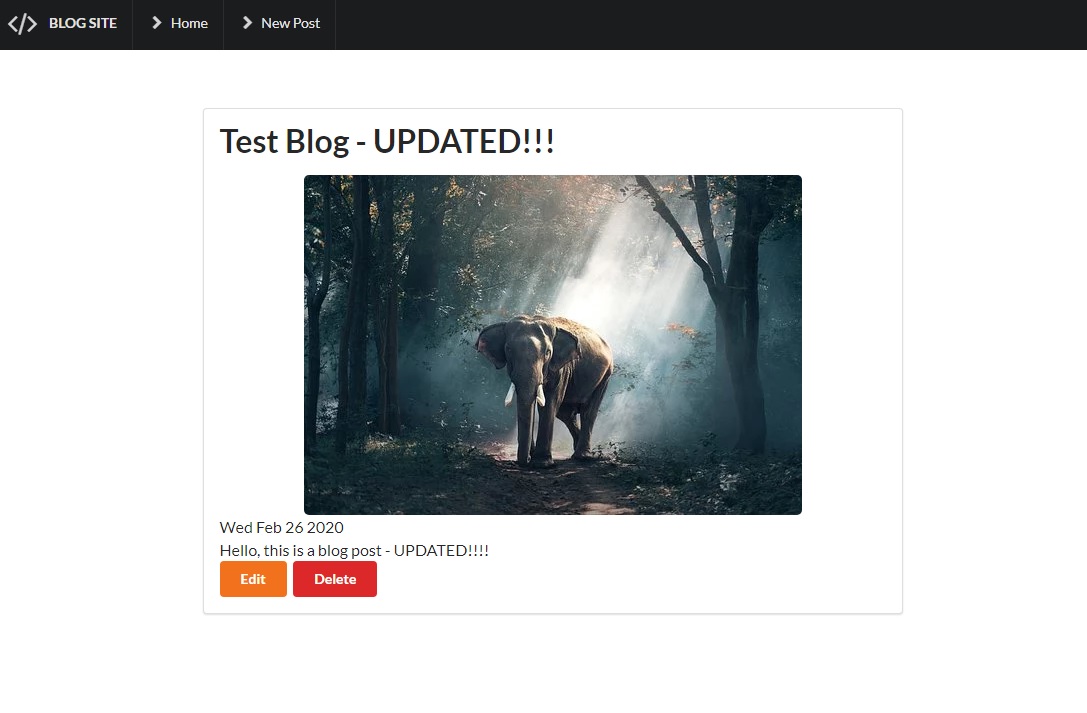 BLOG SITE Home New Post
Test Blog - UPDATED!!!
Wed Feb 26 2020
Hello, this is a blog post - UPDATED!!!!
Edit Delete